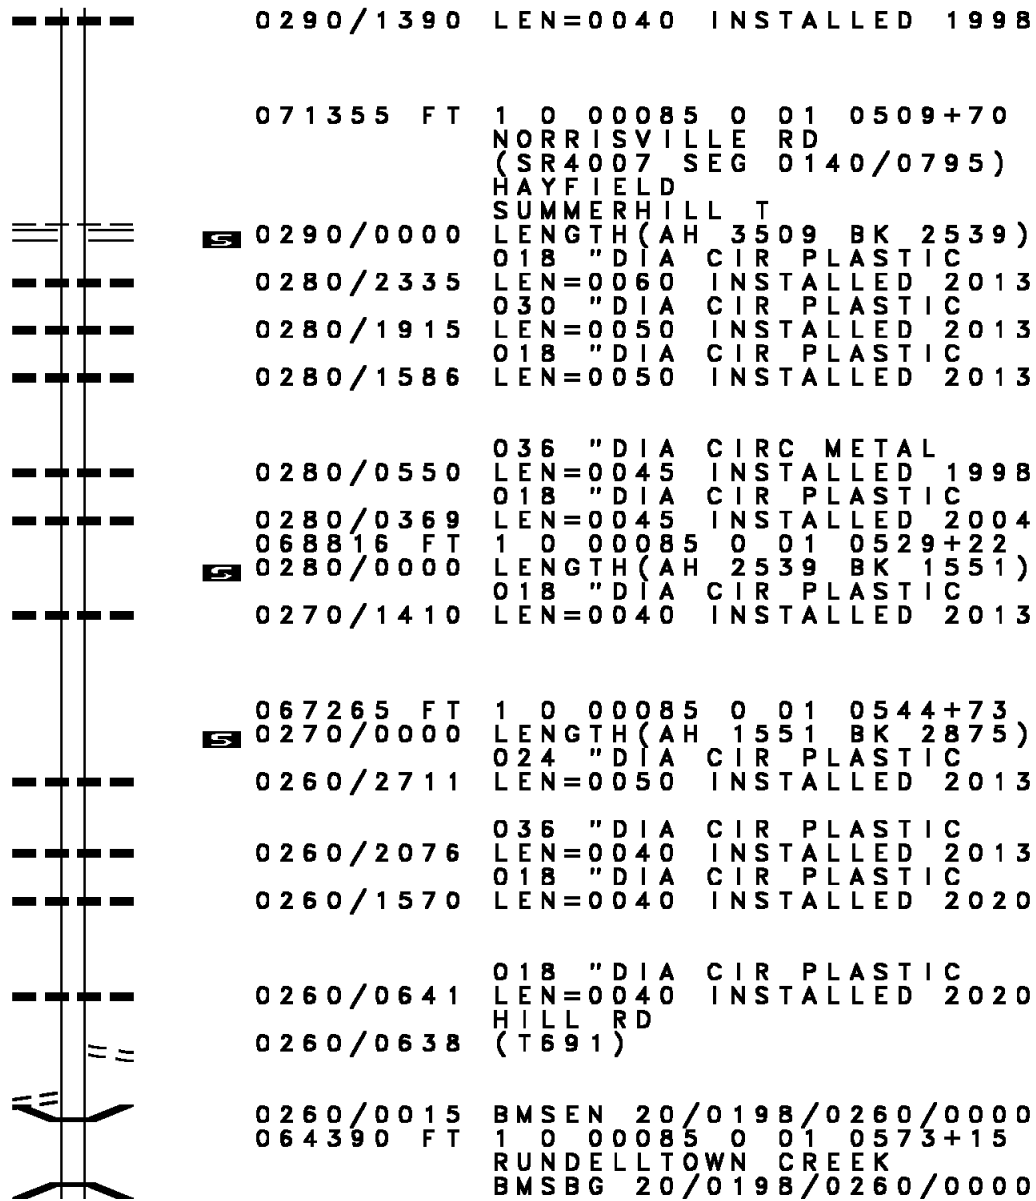 0290/1390 LEN=0040 INSTALLED 1998
071355 FT 1 0 00085 0 01 0509+70
NORRISVILLE RD
(SR4007 SEG 0140/0795)
HAYFIELD
SUMMERHILL T
S 0290/0000 LENGTH(AH 3509 BK 2539)
018 "DIA CIR PLASTIC
0280/2335 LEN=0060 INSTALLED 2013
030 "DIA CIR PLASTIC
0280/1915 LEN=0050 INSTALLED 2013
018 "DIA CIR PLASTIC
0280/1586 LEN=0050 INSTALLED 2013
036 "DIA CIRC METAL
0280/0550 LEN=0045 INSTALLED 1998
018 "DIA CIR PLASTIC
0280/0369 LEN=0045 INSTALLED 2004
068816 FT 1 0 00085 0 01 0529+22
S 0280/0000 LENGTH(AH 2539 BK 1551)
018 "DIA CIR PLASTIC
0270/1410 LEN=0040 INSTALLED 2013
067265 FT 1 0 00085 0 01 0544+73
S 0270/0000 LENGTH(AH 1551 BK 2875)
024 "DIA CIR PLASTIC
0260/2711 LEN=0050 INSTALLED 2013
036 "DIA CIR PLASTIC
0260/2076 LEN=0040 INSTALLED 2013
018 "DIA CIR PLASTIC
0260/1570 LEN=0040 INSTALLED 2020
018 "DIA CIR PLASTIC
0260/0641 LEN=0040 INSTALLED 2020
HILL RD
0260/0638 (T691)
0260/0015 BMSEN 20/0198/0260/0000
064390 FT 1 0 00085 0 01 0573+15
RUNDELLTOWN CREEK
BMSBG 20/0198/0260/0000